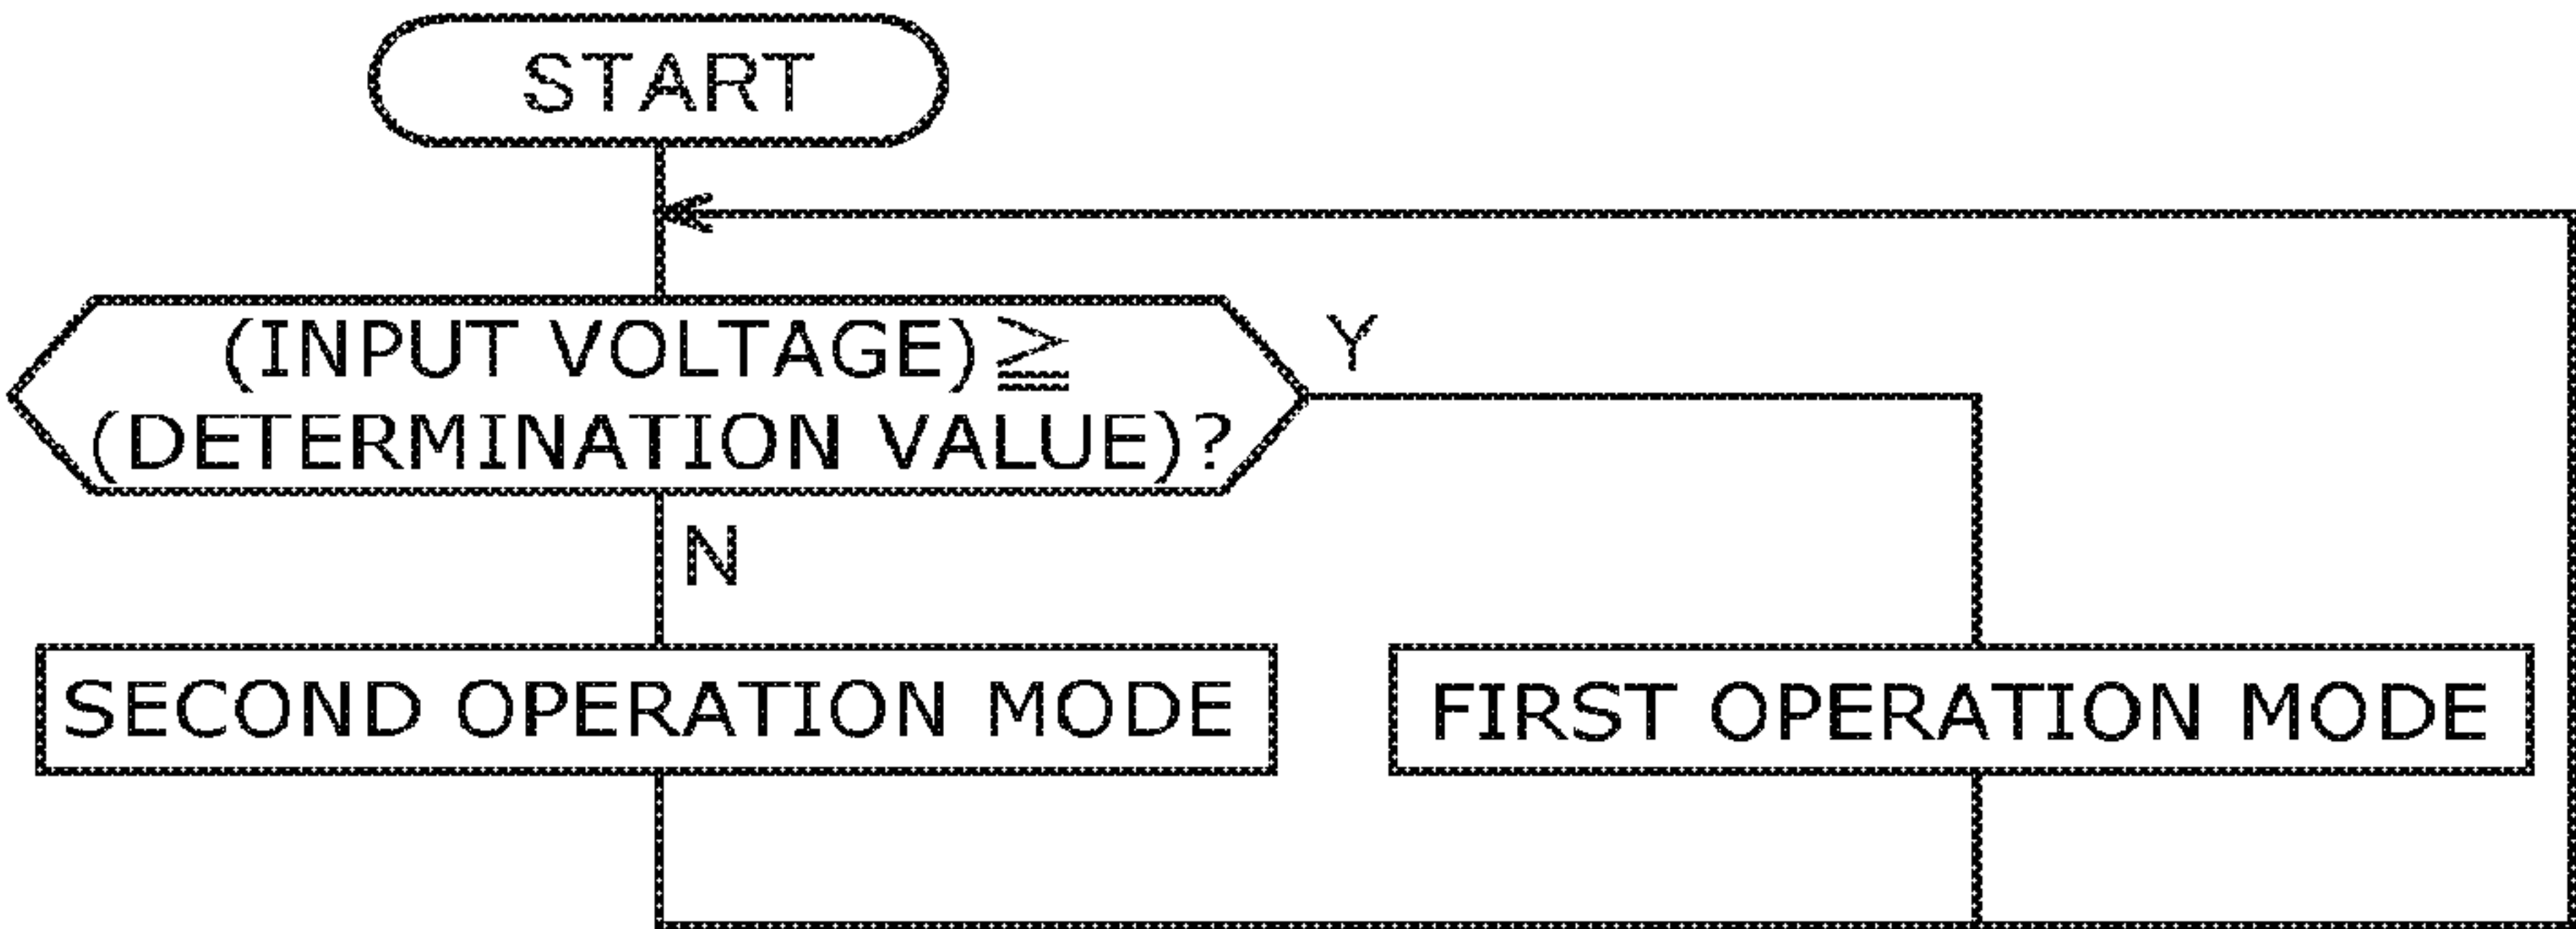 START
(INPUT VOLTAGE)≧
(DETERMINATION VALUE)?
Y
N
SECOND OPERATION MODE
FIRST OPERATION MODE